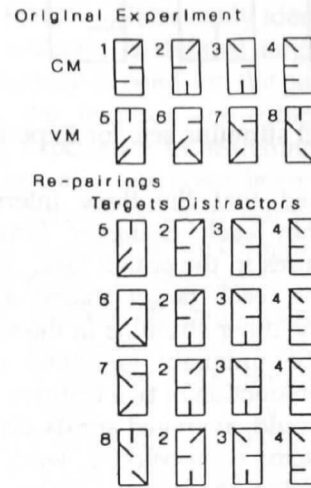 Original Experiment
1 2 3 4
CM
5 6 7 8
VM
Re-pairings
Targets Distractors
5 2 3 4
6 2 3 4
7 2 3 4
8 2 3 4